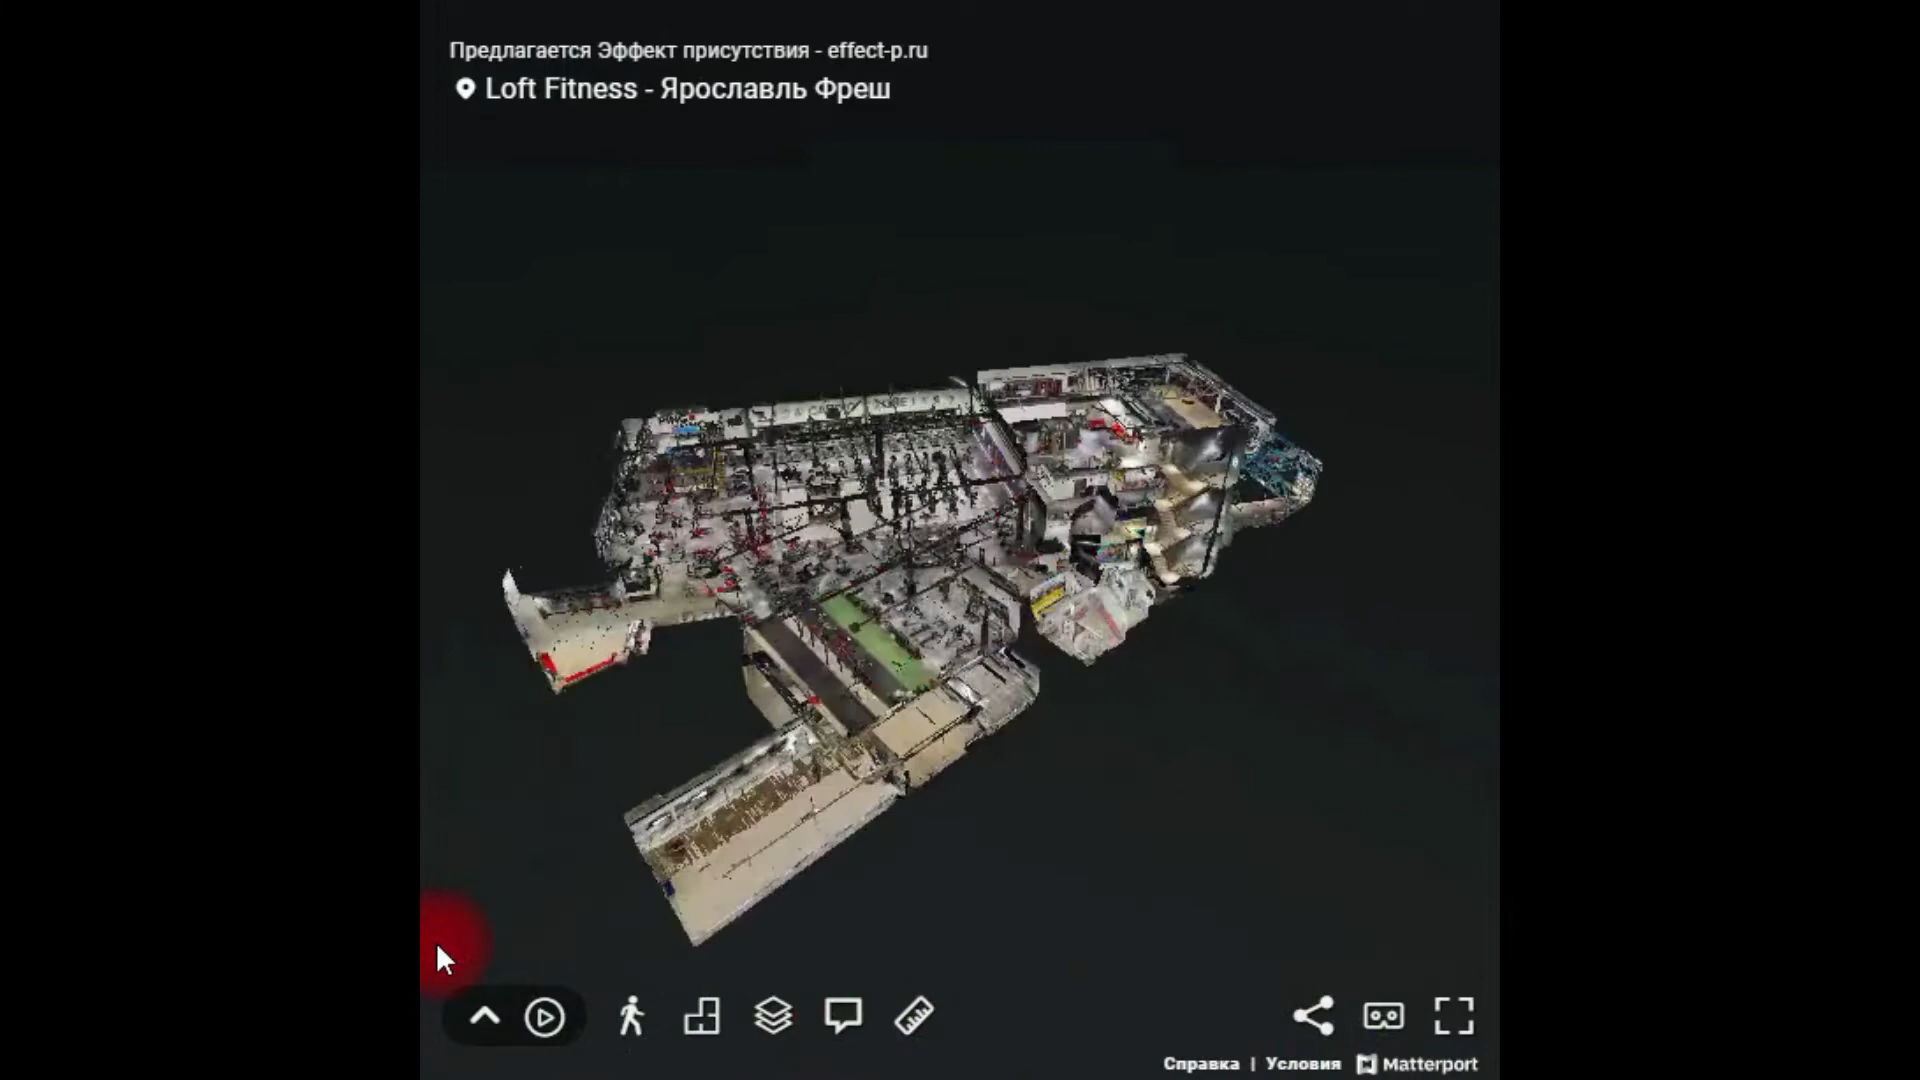 Предлагается Эффект присутствия - effect-p.ru
Loft Fitness - Ярославль Фреш
Справка | Условия Matterport